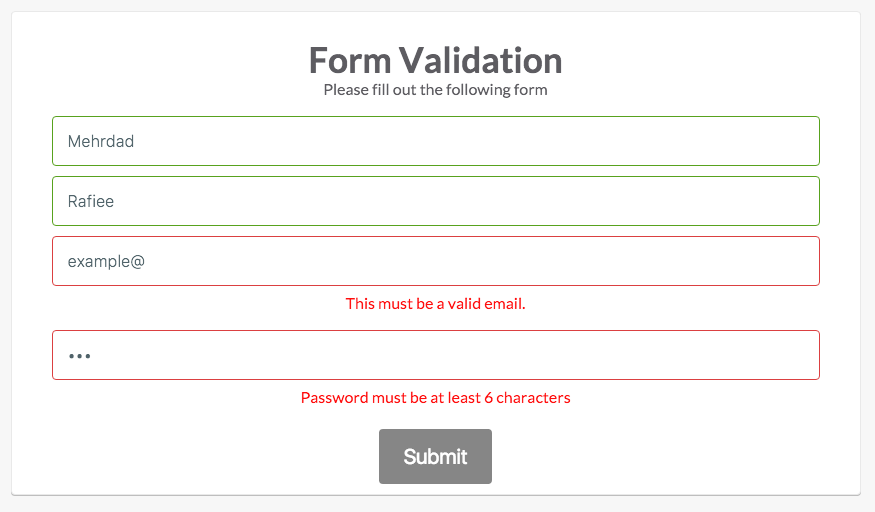 Form Validation
Please fill out the following form
Mehrdad
Rafiee
example@
This must be a valid email.
•••
Password must be at least 6 characters
Submit